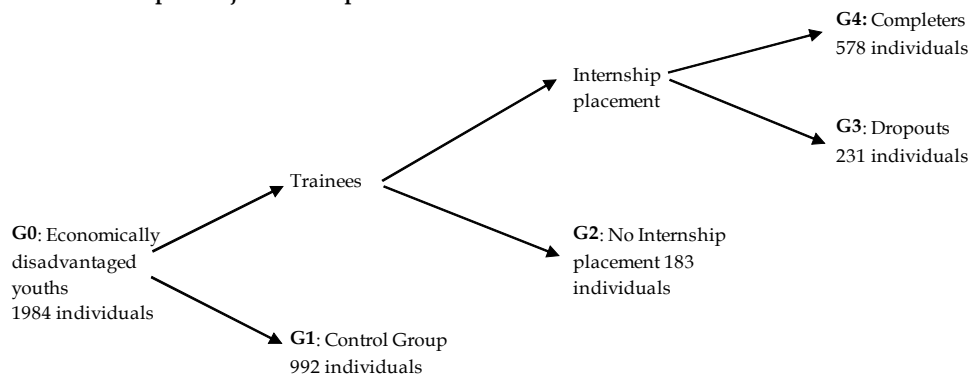 G4: Completers
578 individuals
Internship
placement
G3: Dropouts
231 individuals
Trainees
G0: Economically
disadvantaged
youths
1984 individuals
G2: No Internship
placement 183
individuals
G1: Control Group
992 individuals